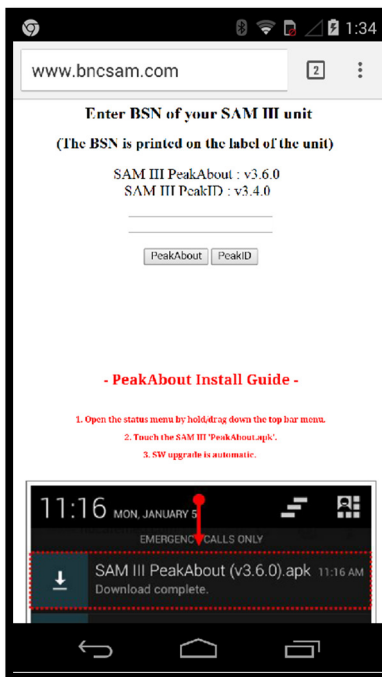 1:34
www.bncsam.com
2
Enter BSN of your SAM III unit
(The BSN is printed on the label of the unit)
SAM III PeakAbout : v3.6.0
SAM III PeakID : v3.4.0
PeakAbout PeakID
- PeakAbout Install Guide -
1. Open the status menu by hold/drag down the top bar menu.
2. Touch the SAM III 'PeakAbout.apk'.
3. SW upgrade is automatic.
11:16 MON, JANUARY 5
EMERGENCY CALLS ONLY
SAM III PeakAbout (v3.6.0).apk 11:16 AM
Download complete.